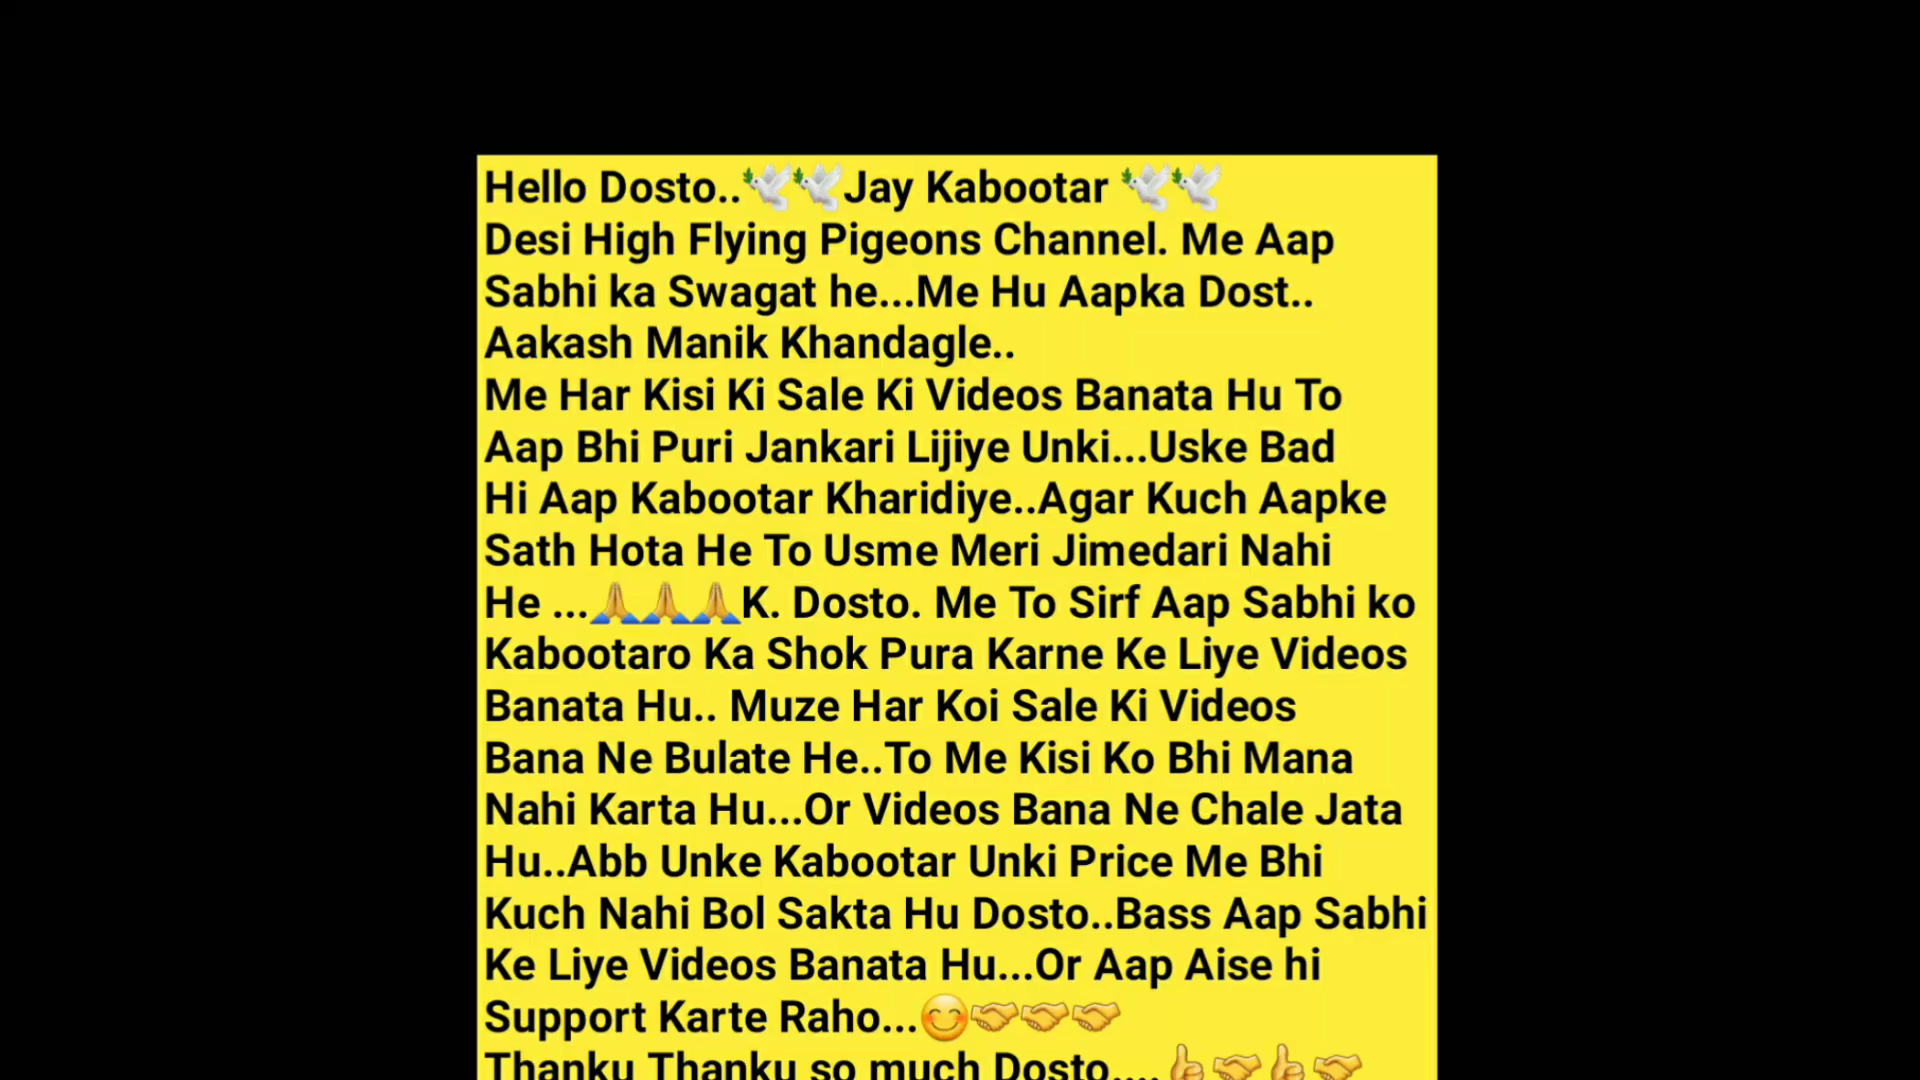 Hello Dosto..🕊️🕊️Jay Kabootar 🕊️🕊️
Desi High Flying Pigeons Channel. Me Aap
Sabhi ka Swagat he...Me Hu Aapka Dost..
Aakash Manik Khandagle..
Me Har Kisi Ki Sale Ki Videos Banata Hu To
Aap Bhi Puri Jankari Lijiye Unki...Uske Bad
Hi Aap Kabootar Kharidiye..Agar Kuch Aapke
Sath Hota He To Usme Meri Jimedari Nahi
He ...🙏🙏🙏K. Dosto. Me To Sirf Aap Sabhi ko
Kabootaro Ka Shok Pura Karne Ke Liye Videos
Banata Hu.. Muze Har Koi Sale Ki Videos
Bana Ne Bulate He..To Me Kisi Ko Bhi Mana
Nahi Karta Hu...Or Videos Bana Ne Chale Jata
Hu..Abb Unke Kabootar Unki Price Me Bhi
Kuch Nahi Bol Sakta Hu Dosto..Bass Aap Sabhi
Ke Liye Videos Banata Hu...Or Aap Aise hi
Support Karte Raho...😊🤝🤝🤝
Thanku Thanku so much Dosto....👍🤝👍🤝